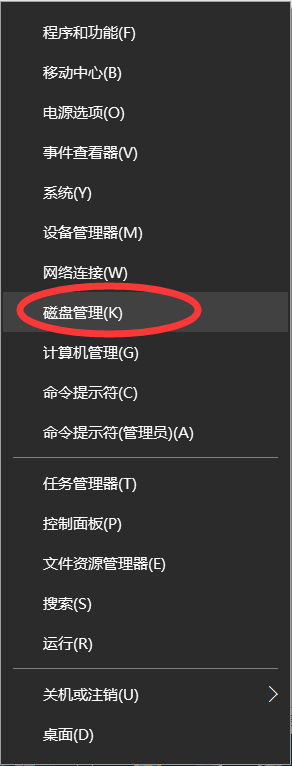 程序和功能(F)
移动中心(B)
电源选项(O)
事件查看器(V)
系统(Y)
设备管理器(M)
网络连接(W)
磁盘管理(K)
计算机管理(G)
命令提示符(C)
命令提示符(管理员)(A)
任务管理器(T)
控制面板(P)
文件资源管理器(E)
搜索(S)
运行(R)
关机或注销(U)
桌面(D)